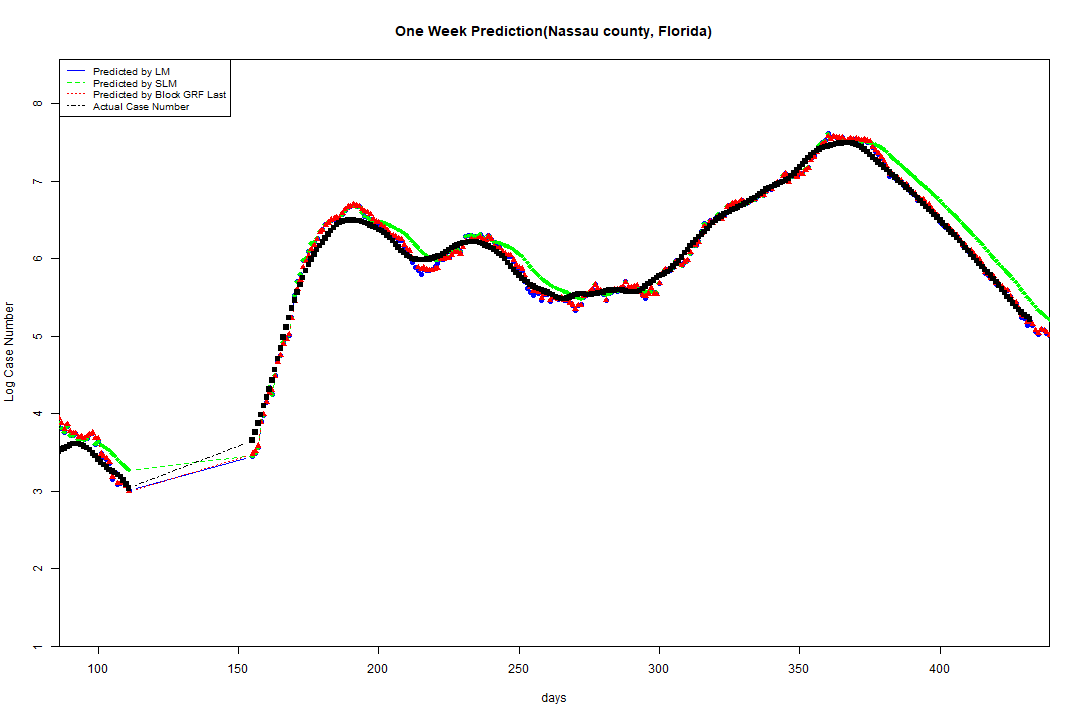 One Week Prediction(Nassau county, Florida)
Predicted by LM
Predicted by SLM
Predicted by Block GRF Last
Actual Case Number
8
7
6
5
4
3
2
1
Log Case Number
100 150 200 250 300 350 400
days